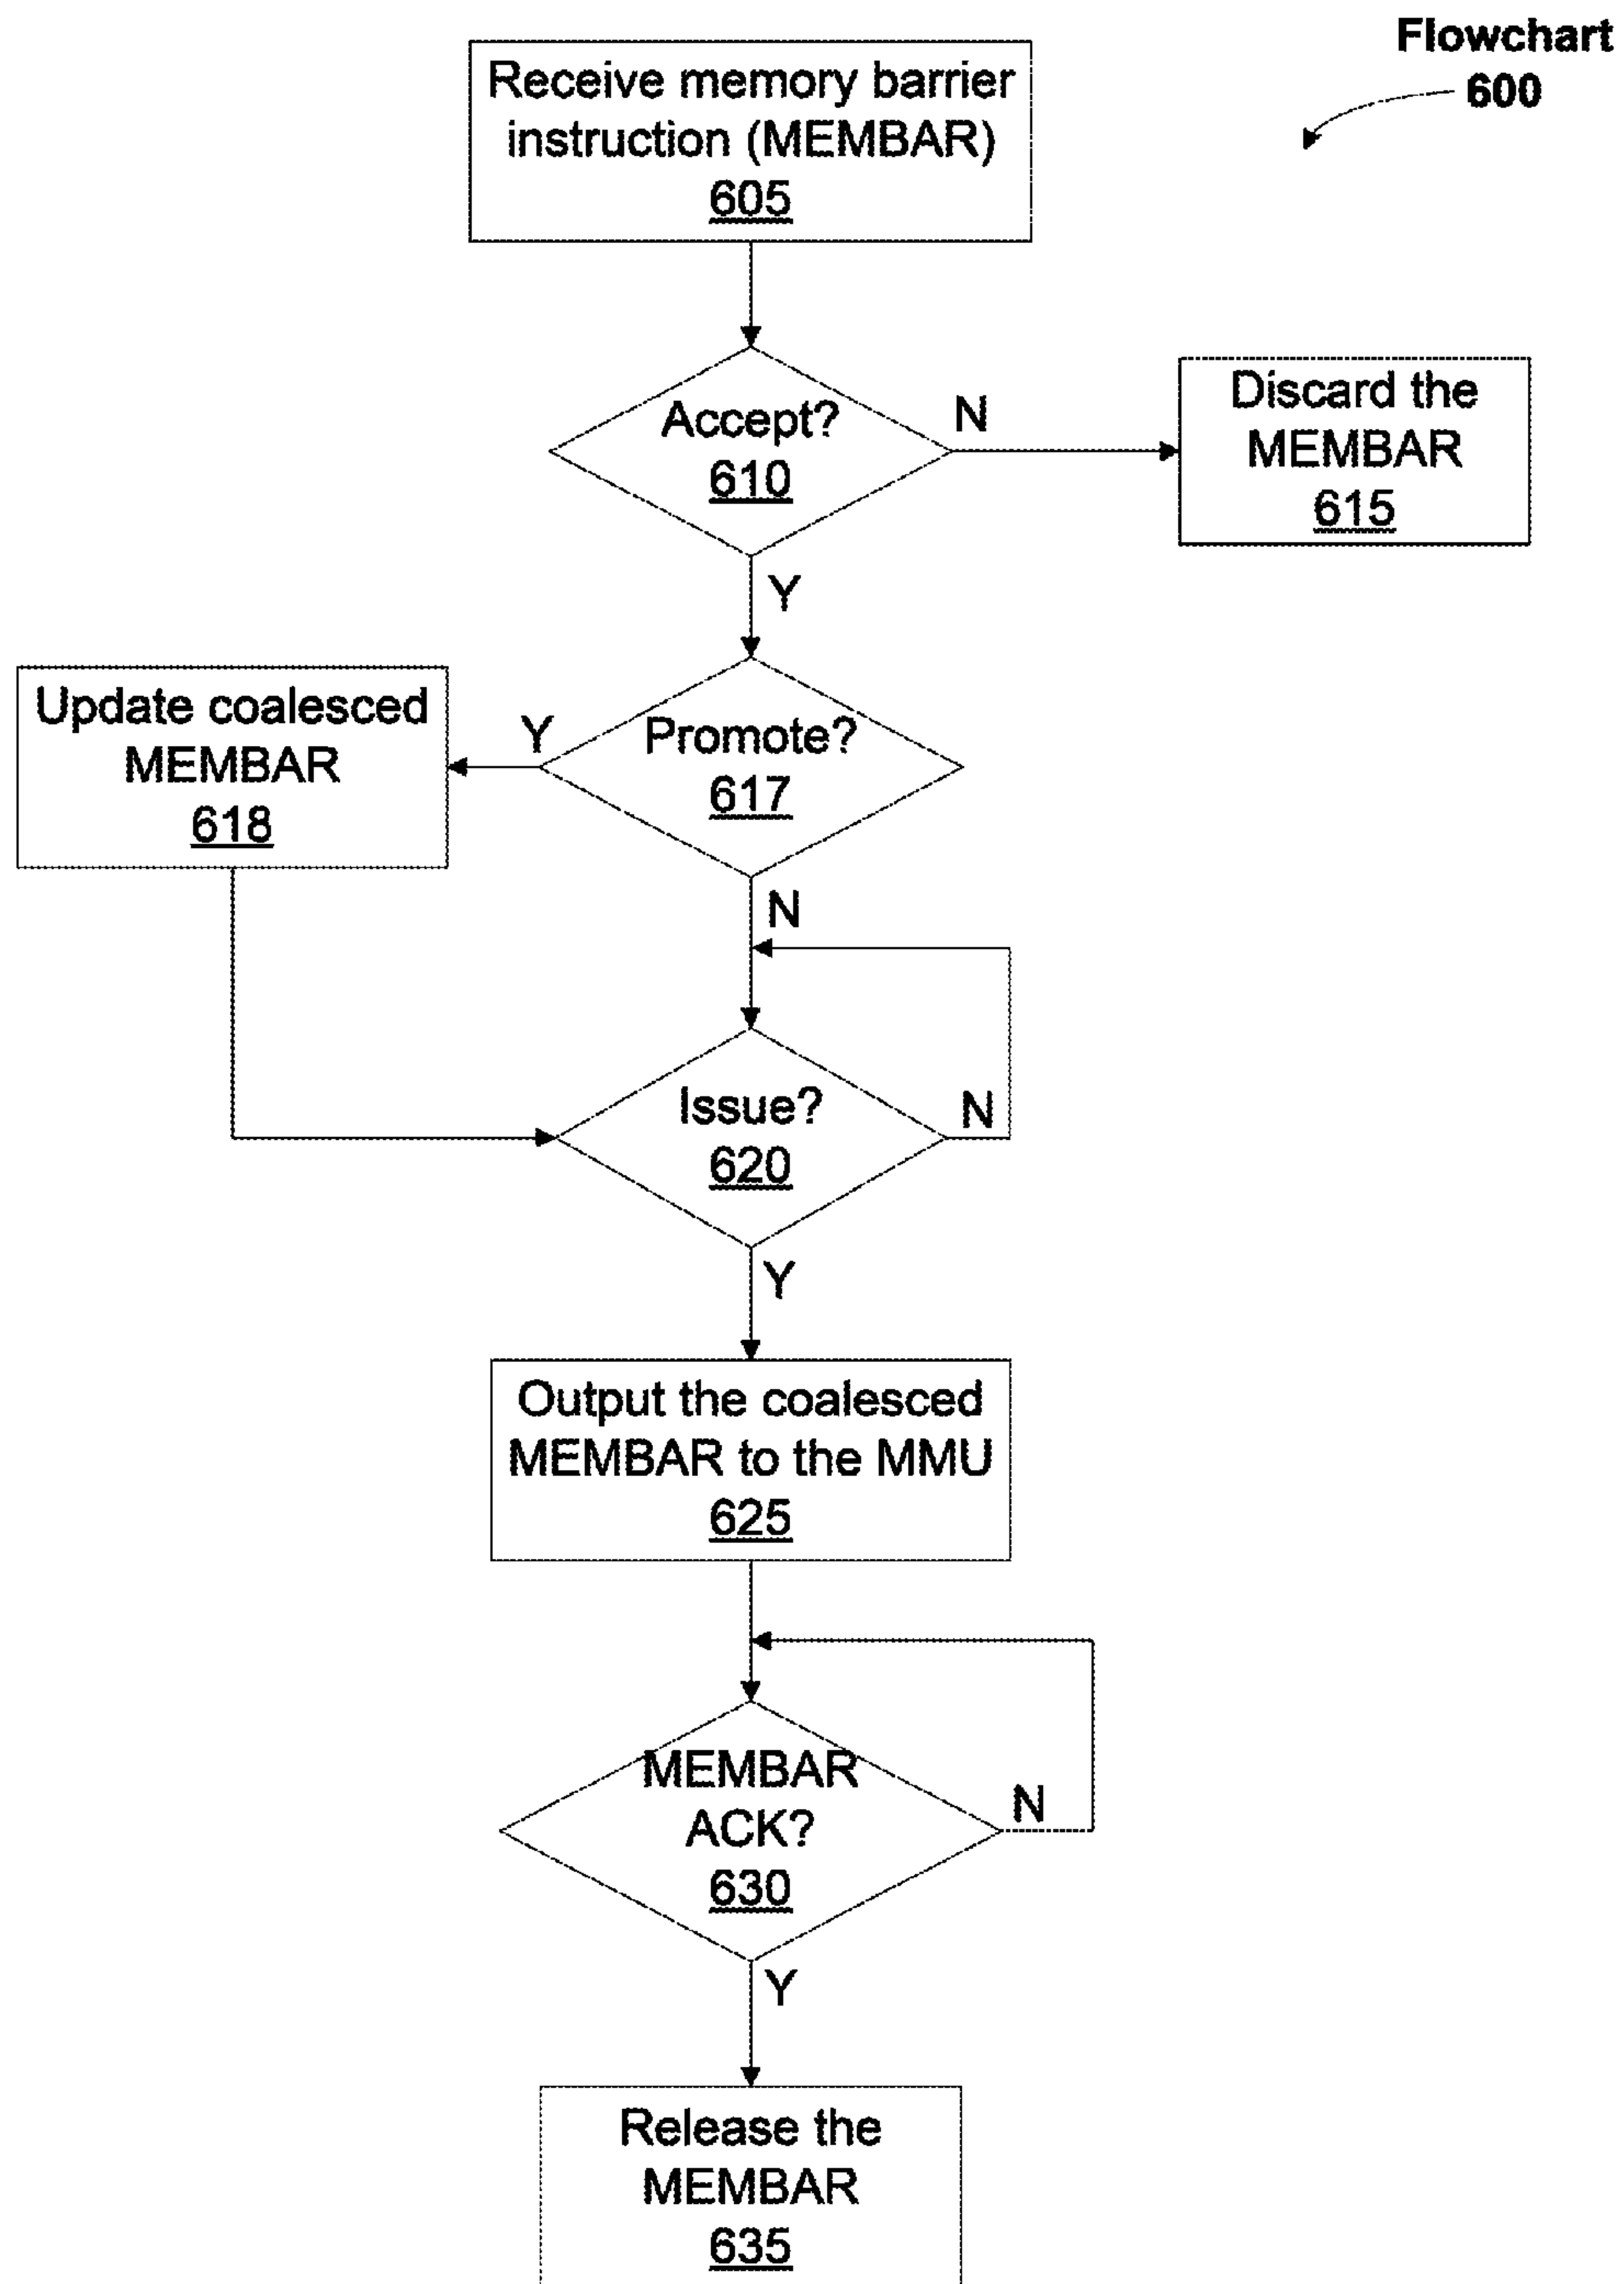 Flowchart
600
Receive memory barrier
instruction (MEMBAR)
605
Accept?
610
N
Discard the
MEMBAR
615
Y
Promote?
617
Y
Update coalesced
MEMBAR
618
N
Issue?
620
N
Y
Output the coalesced
MEMBAR to the MMU
625
MEMBAR
ACK?
630
N
Y
Release the
MEMBAR
635